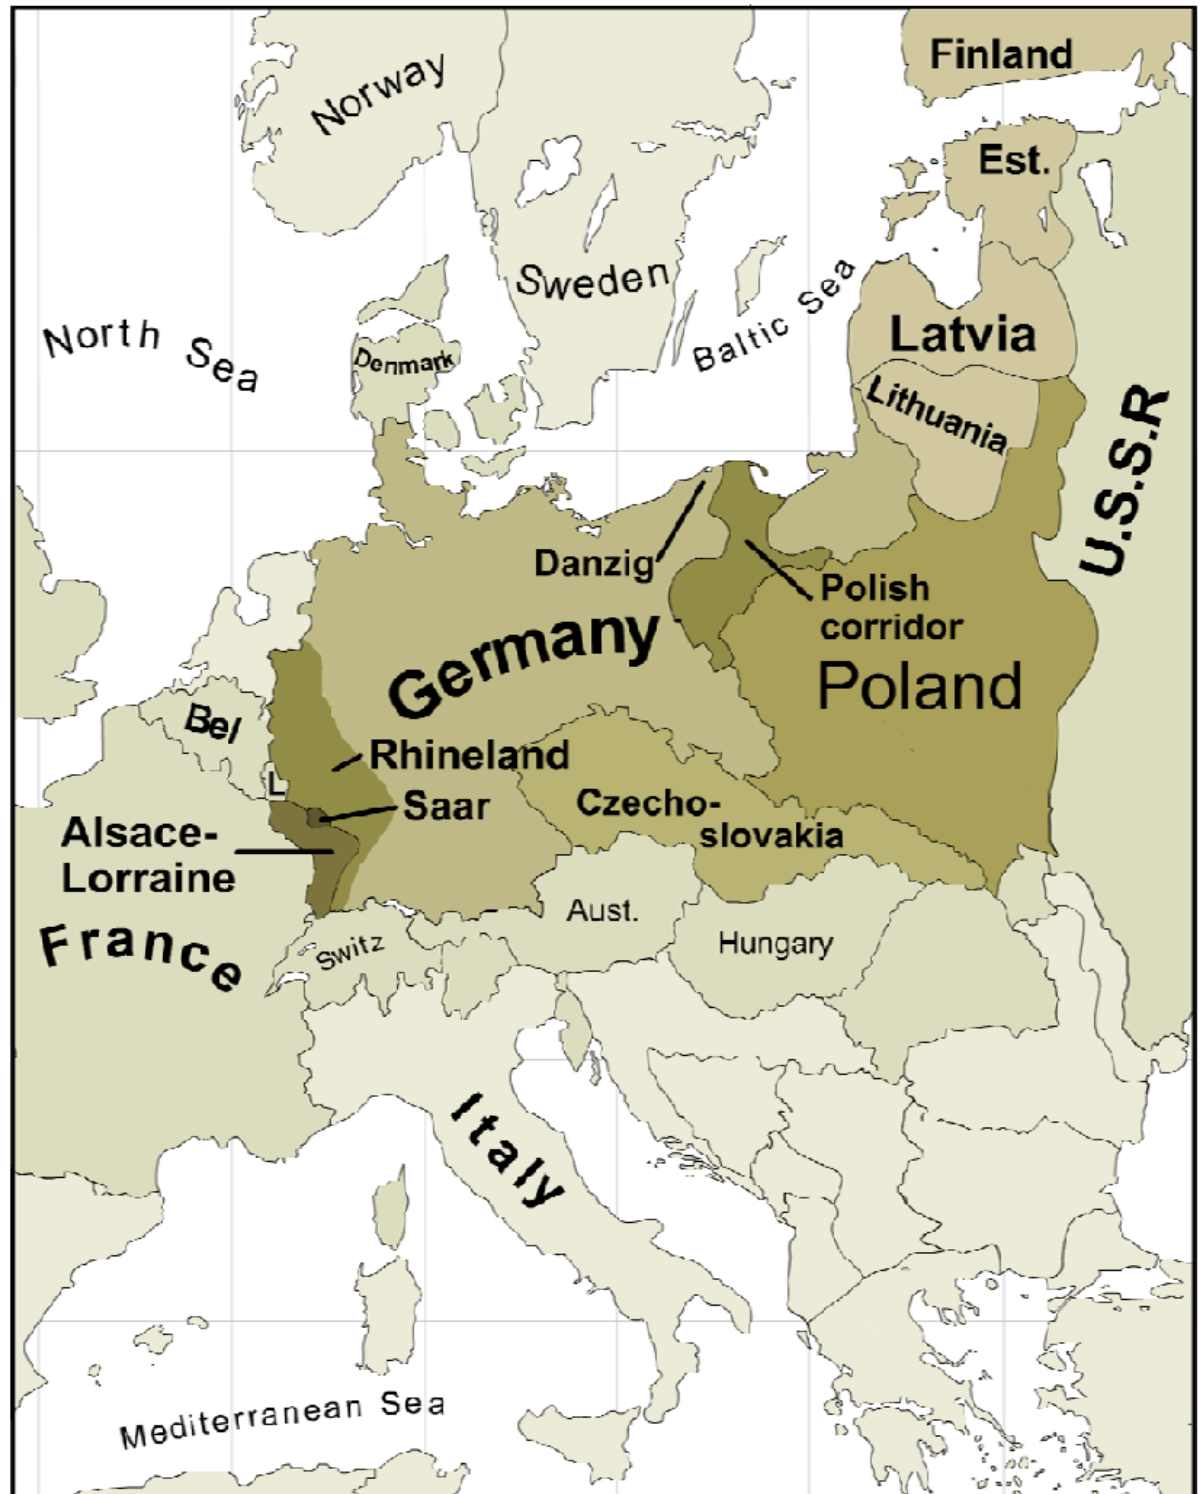 Finland
Norway
Est.
Sweden
Baltic Sea
North Sea
Denmark
Latvia
Lithuania
U.S.S.R
Danzig
Polish
corridor
Germany
Poland
Bel
Rhineland
L
Saar
Czecho-
slovakia
Alsace-
Lorraine
Aust.
France
Switz
Hungary
Italy
Mediterranean Sea